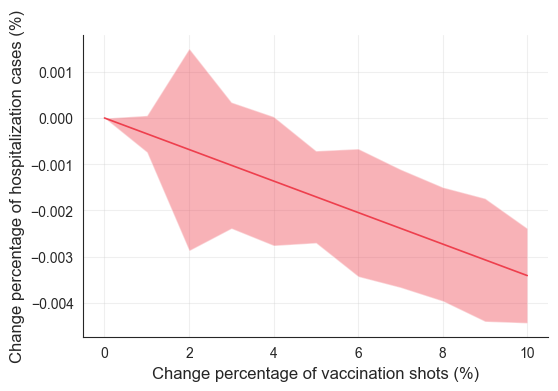 Change percentage of hospitalization cases (%)
0.001
0.000
−0.001
−0.002
−0.003
−0.004
0 2 4 6 8 10
Change percentage of vaccination shots (%)